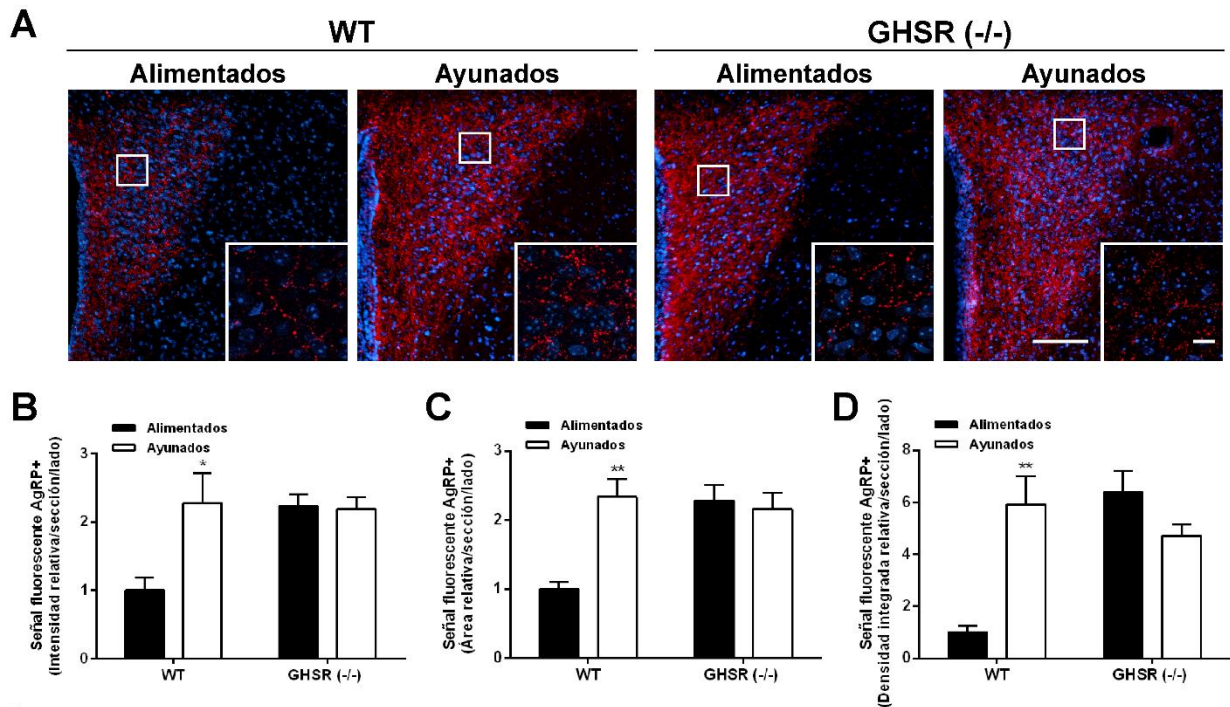 A
WT
GHSR (-/-)
Alimentados
Ayunados
Alimentados
Ayunados
B
Señal fluorescente AgRP+
(Intensidad relativa/sección/lado)
Alimentados
Ayunados
3
2
1
0
*
WT
GHSR (-/-)
C
Señal fluorescente AgRP+
(Área relativa/sección/lado)
Alimentados
Ayunados
3
2
1
0
**
WT
GHSR (-/-)
D
Señal fluorescente AgRP+
(Densidad integrada relativa/sección/lado)
Alimentados
Ayunados
8
6
4
2
0
**
WT
GHSR (-/-)